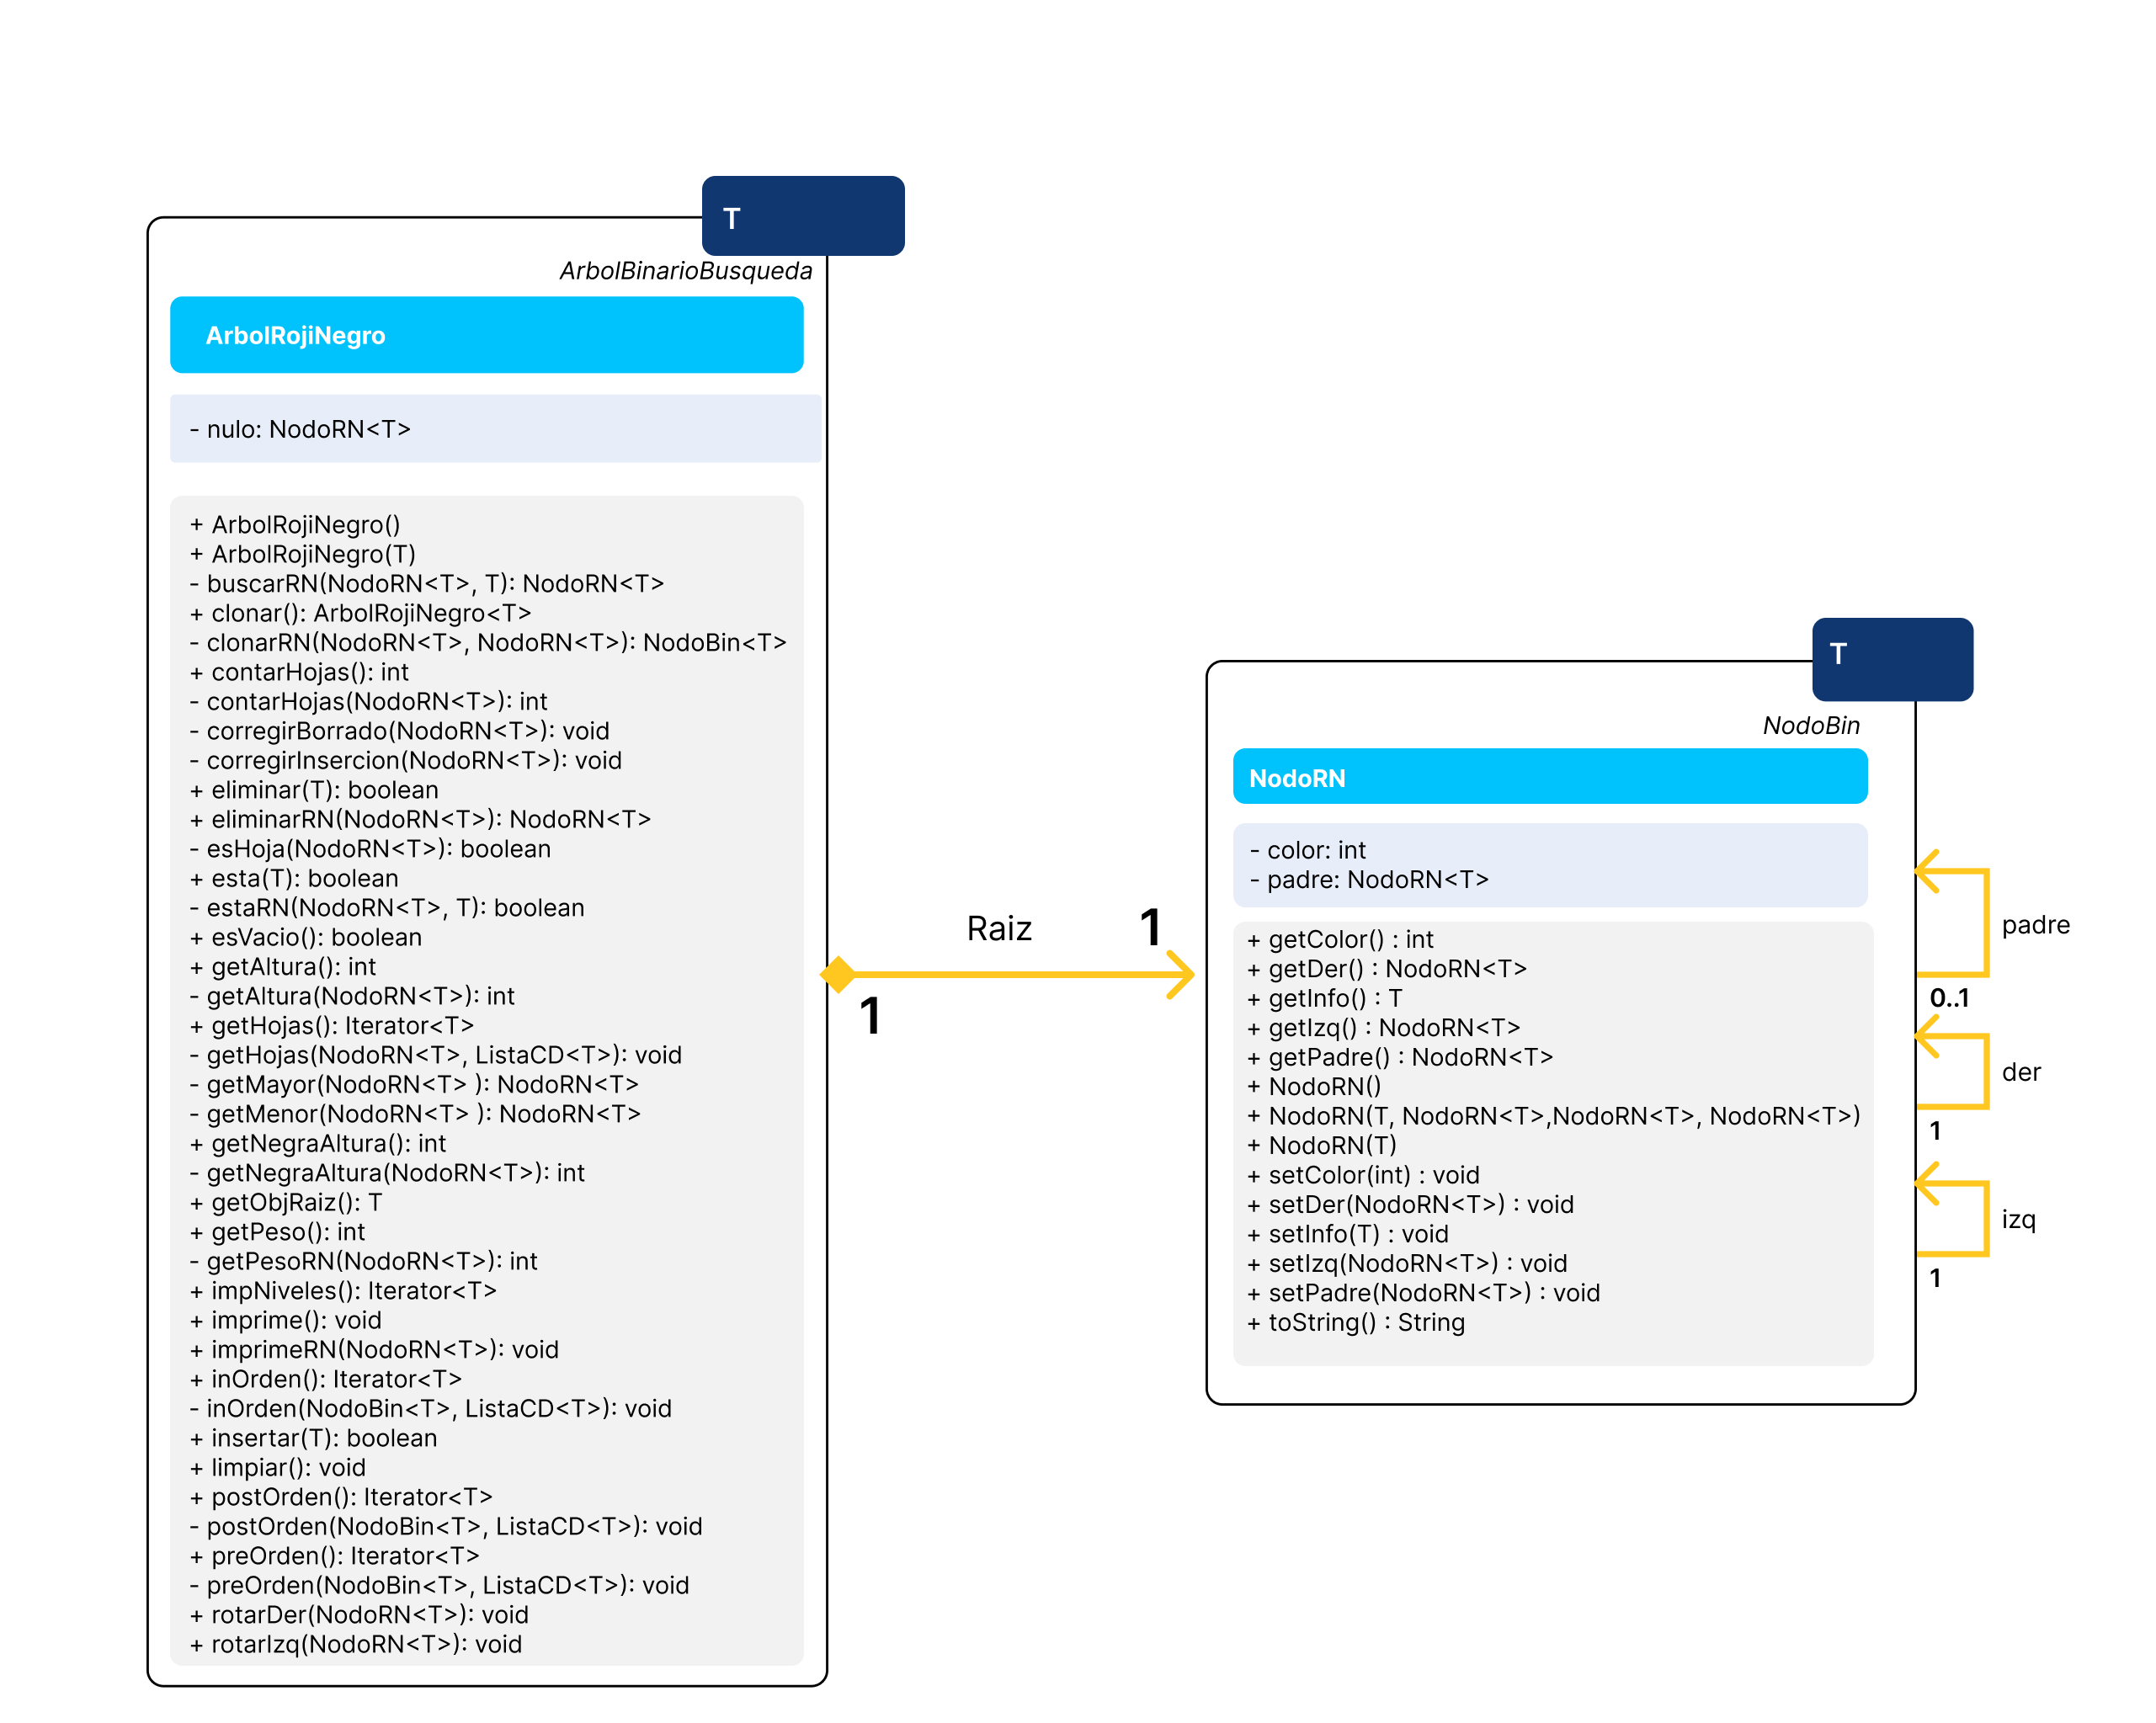 T
ArbolBinarioBusqueda
ArbolRojiNegro
- nulo: NodoRN<T>
+ ArbolRojiNegro()
+ ArbolRojiNegro(T)
- buscarRN(NodoRN<T>, T): NodoRN<T>
+ clonar(): ArbolRojiNegro<T>
- clonarRN(NodoRN<T>, NodoRN<T>): NodoBin<T>
+ contarHojas(): int
- contarHojas(NodoRN<T>): int
- corregirBorrado(NodoRN<T>): void
- corregirInsercion(NodoRN<T>): void
+ eliminar(T): boolean
+ eliminarRN(NodoRN<T>): NodoRN<T>
- esHoja(NodoRN<T>): boolean
+ esta(T): boolean
- estaRN(NodoRN<T>, T): boolean
+ esVacio(): boolean
+ getAltura(): int
- getAltura(NodoRN<T>): int
+ getHojas(): Iterator<T>
- getHojas(NodoRN<T>, ListaCD<T>): void
- getMayor(NodoRN<T> ): NodoRN<T>
- getMenor(NodoRN<T> ): NodoRN<T>
+ getNegraAltura(): int
- getNegraAltura(NodoRN<T>): int
+ getObjRaiz(): T
+ getPeso(): int
- getPesoRN(NodoRN<T>): int
+ impNiveles(): Iterator<T>
+ imprime(): void
+ imprimeRN(NodoRN<T>): void
+ inOrden(): Iterator<T>
- inOrden(NodoBin<T>, ListaCD<T>): void
+ insertar(T): boolean
+ limpiar(): void
+ postOrden(): Iterator<T>
- postOrden(NodoBin<T>, ListaCD<T>): void
+ preOrden(): Iterator<T>
- preOrden(NodoBin<T>, ListaCD<T>): void
+ rotarDer(NodoRN<T>): void
+ rotarIzq(NodoRN<T>): void
Raiz
1
1
T
NodoBin
NodoRN
- color: int
- padre: NodoRN<T>
+ getColor() : int
+ getDer() : NodoRN<T>
+ getInfo() : T
+ getIzq() : NodoRN<T>
+ getPadre() : NodoRN<T>
+ NodoRN()
+ NodoRN(T, NodoRN<T>,NodoRN<T>, NodoRN<T>)
+ NodoRN(T)
+ setColor(int) : void
+ setDer(NodoRN<T>) : void
+ setInfo(T) : void
+ setIzq(NodoRN<T>) : void
+ setPadre(NodoRN<T>) : void
+ toString() : String
padre
0..1
der
1
izq
1